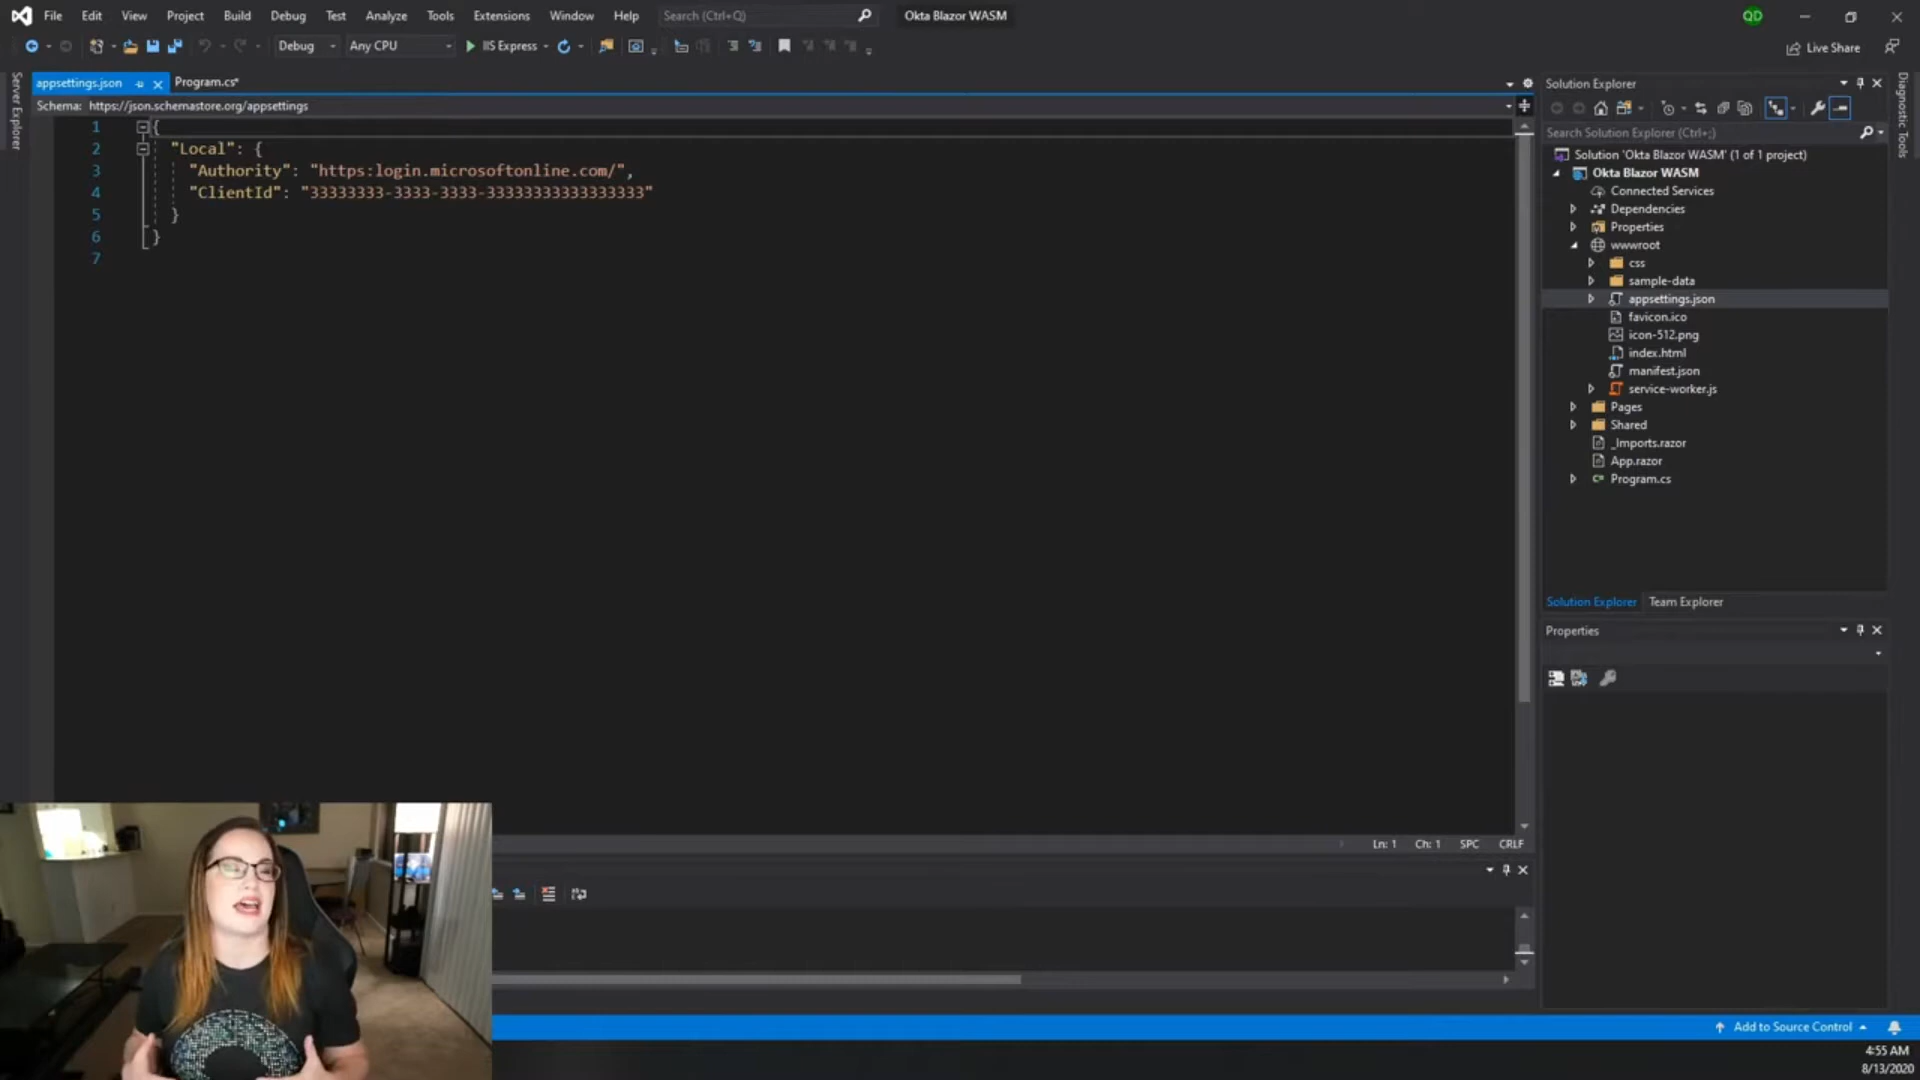 File Edit View Project Build Debug Test Analyze Tools Extensions Window Help Search (Ctrl+Q) Okta Blazor WASM QD
Debug Any CPU IIS Express Live Share
Server Explorer
appsettings.json Program.cs*
Schema: https://json.schemastore.org/appsettings
1 {
2 "Local": {
3 "Authority": "https:login.microsoftonline.com/",
4 "ClientId": "33333333-3333-3333-33333333333333333"
5 }
6 }
7
Ln: 1 Ch: 1 SPC CRLF
Solution Explorer
Search Solution Explorer (Ctrl+;)
Solution 'Okta Blazor WASM' (1 of 1 project)
Okta Blazor WASM
Connected Services
Dependencies
Properties
wwwroot
css
sample-data
appsettings.json
favicon.ico
icon-512.png
index.html
manifest.json
service-worker.js
Pages
Shared
_Imports.razor
App.razor
C# Program.cs
Solution Explorer Team Explorer
Properties
Diagnostic Tools
Add to Source Control
4:55 AM
8/13/2020